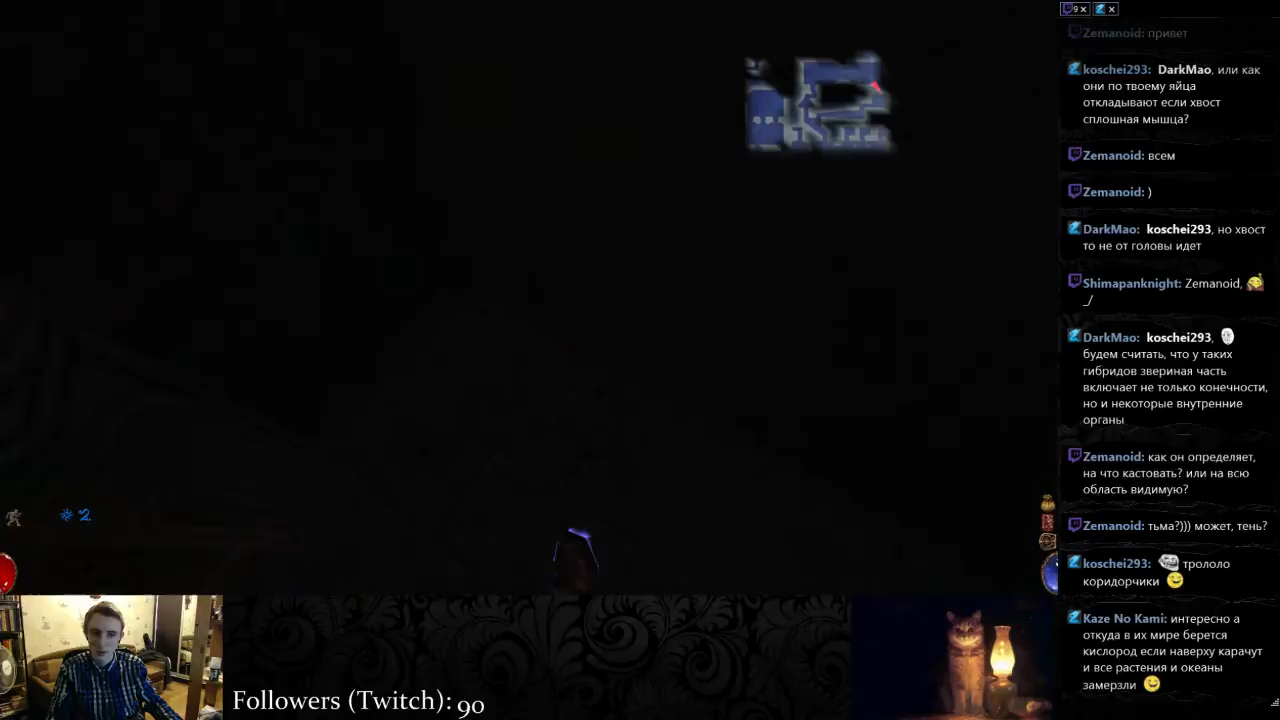 9 ×
×
Zemanoid: привет
koschei293: DarkMao, или как
они по твоему яйца
откладывают если хвост
сплошная мышца?
Zemanoid: всем
Zemanoid: )
DarkMao: koschei293, но хвост
то не от головы идет
Shimapanknight: Zemanoid,
_/
DarkMao: koschei293,
будем считать, что у таких
гибридов звериная часть
включает не только конечности,
но и некоторые внутренние
органы
Zemanoid: как он определяет,
на что кастовать? или на всю
область видимую?
Zemanoid: тьма?))) может, тень?
koschei293: трололо
коридорчики
Kaze No Kami: интересно а
откуда в их мире берется
кислород если наверху карачут
и все растения и океаны
замерзли
2
Followers (Twitch): 90